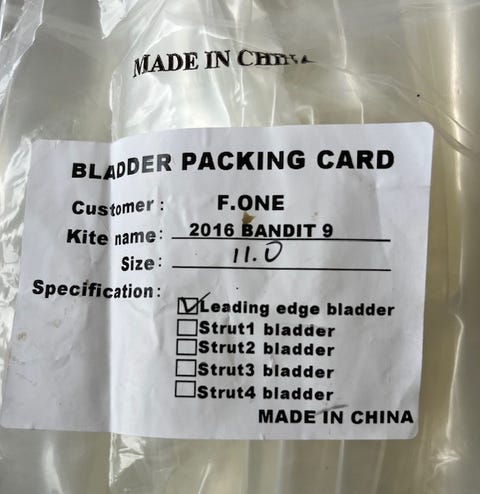 MADE IN CHINA
BLADDER PACKING CARD
Customer : F.ONE
Kite name: 2016 BANDIT 9
Size: 11.0
Specification:
Leading edge bladder
Strut1 bladder
Strut2 bladder
Strut3 bladder
Strut4 bladder
MADE IN CHINA